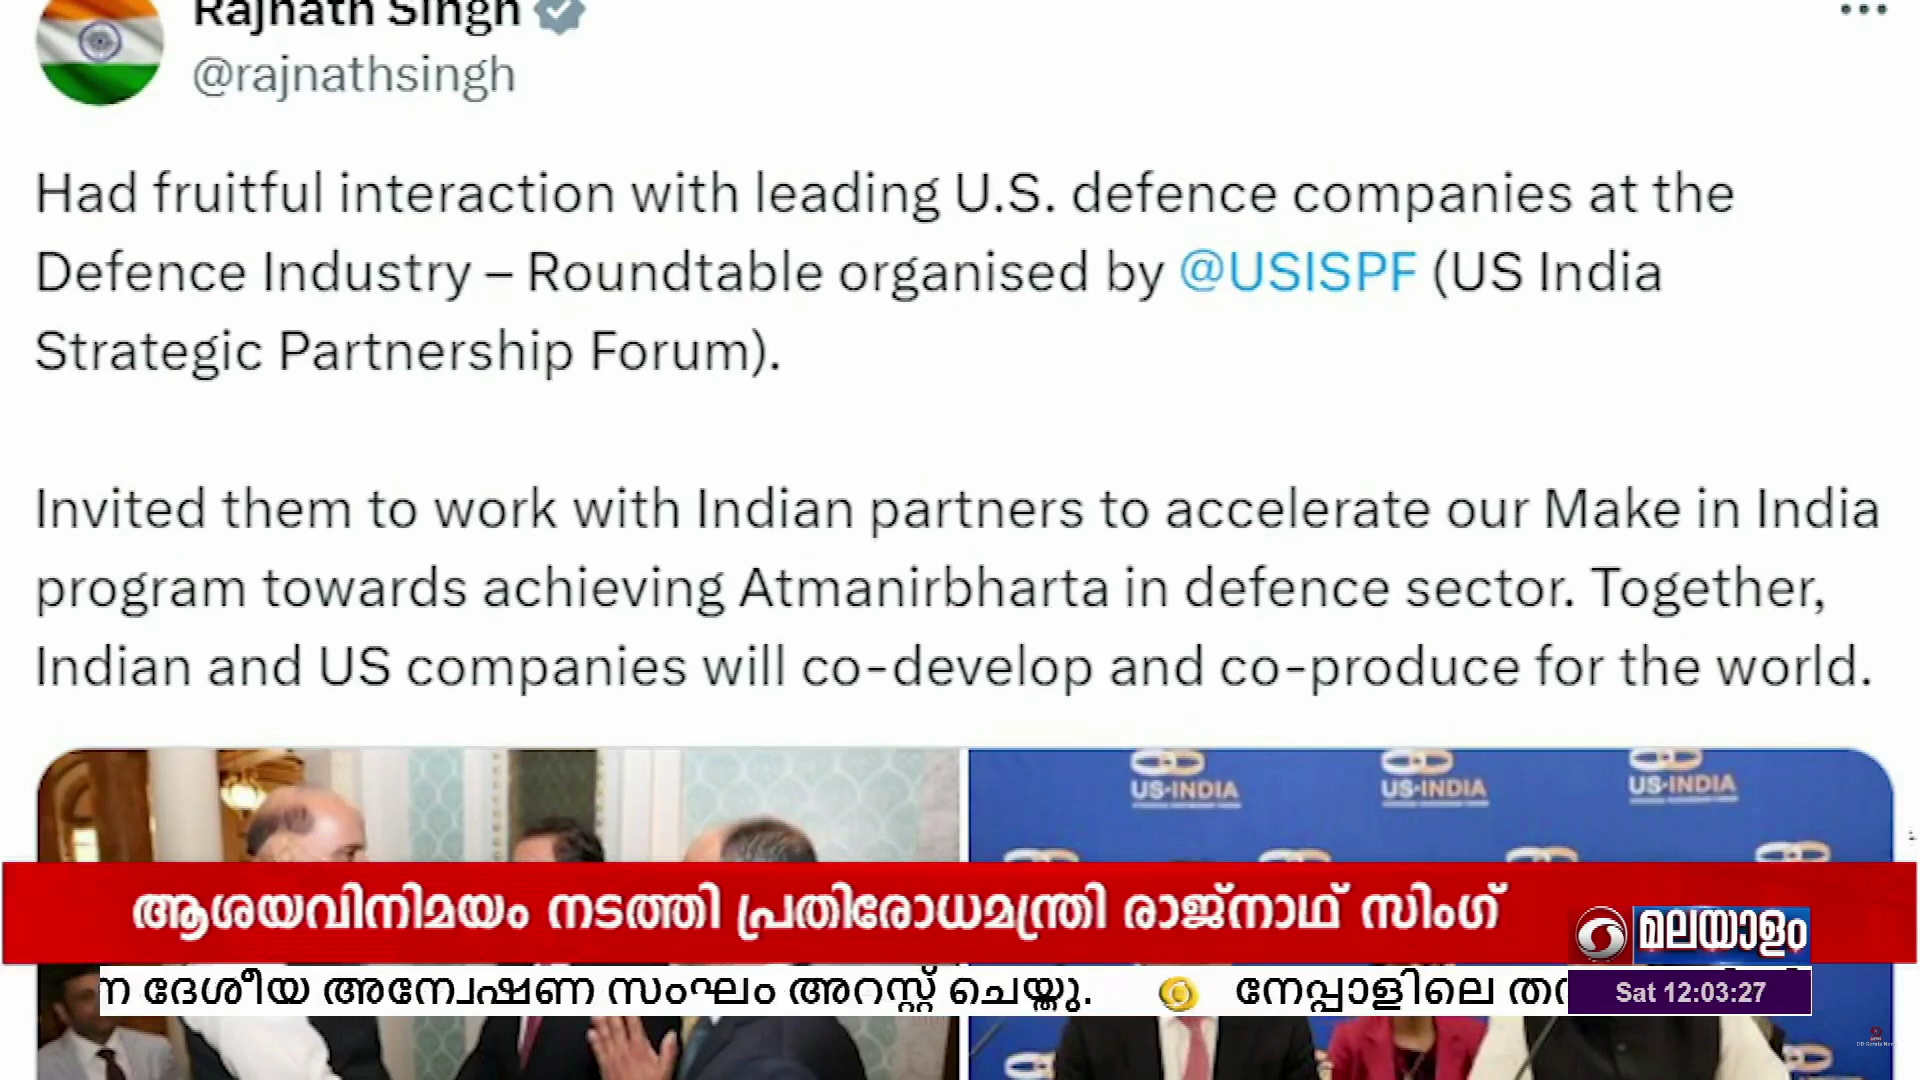 Rajnath Singh
@rajnathsingh
Had fruitful interaction with leading U.S. defence companies at the
Defence Industry – Roundtable organised by @USISPF (US India
Strategic Partnership Forum).
Invited them to work with Indian partners to accelerate our Make in India
program towards achieving Atmanirbharta in defence sector. Together,
Indian and US companies will co-develop and co-produce for the world.
US-INDIA US-INDIA US-INDIA
ആശയവിനിമയം നടത്തി പ്രതിരോധമന്ത്രി രാജ്നാഥ് സിംഗ്
മലയാളം
ദേശീയ അന്വേഷണ സംഘം അറസ്റ്റ് ചെയ്തു. നേപ്പാളിലെ
Sat 12:03:27